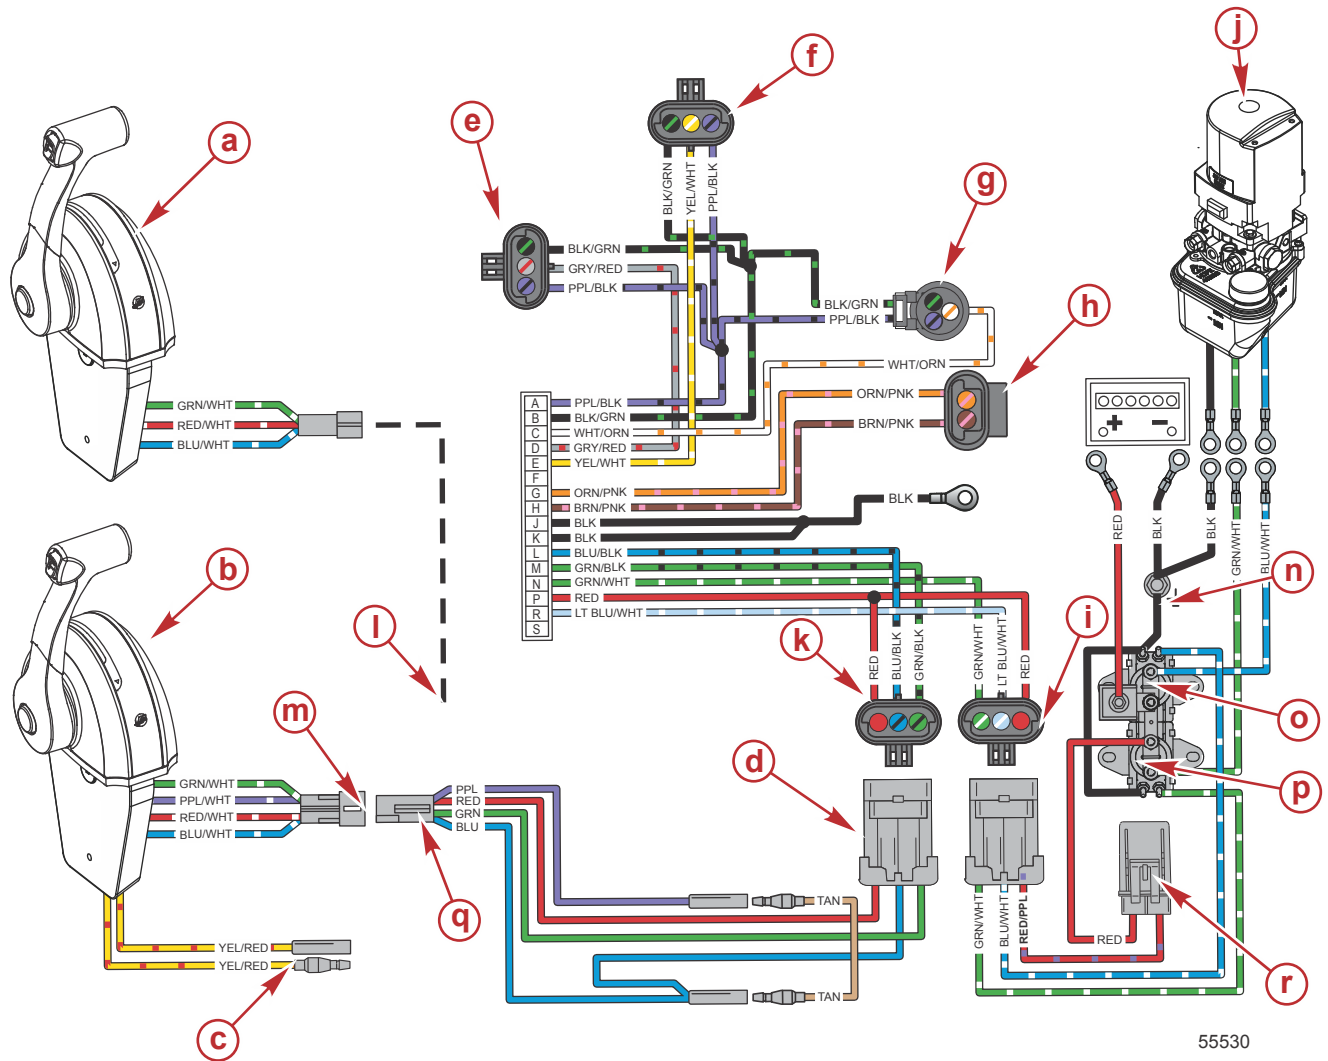 j
f
a
e
BLK/GRN
YEL/WHT
PPL/BLK
g
BLK/GRN
GRY/RED
PPL/BLK
BLK/GRN
PPL/BLK
h
WHT/ORN
ORN/PNK
BRN/PNK
GRN/WHT
RED/WHT
BLU/WHT
A PPL/BLK
B BLK/GRN
C WHT/ORN
D GRY/RED
E YEL/WHT
F
G ORN/PNK
H BRN/PNK
J BLK
K BLK
L BLU/BLK
M GRN/BLK
N GRN/WHT
P RED
R LT BLU/WHT
S
BLK
+ -
RED
BLK
BLK
GRN/WHT
BLU/WHT
b
n
l
k
RED
BLU/BLK
GRN/BLK
GRN/WHT
LT BLU/WHT
RED
i
o
m
d
p
GRN/WHT
PPL/WHT
RED/WHT
BLU/WHT
PPL
RED
GRN
BLU
q
TAN
TAN
YEL/RED
YEL/RED
c
GRN/WHT
BLU/WHT
RED/PPL
RED
r
55530